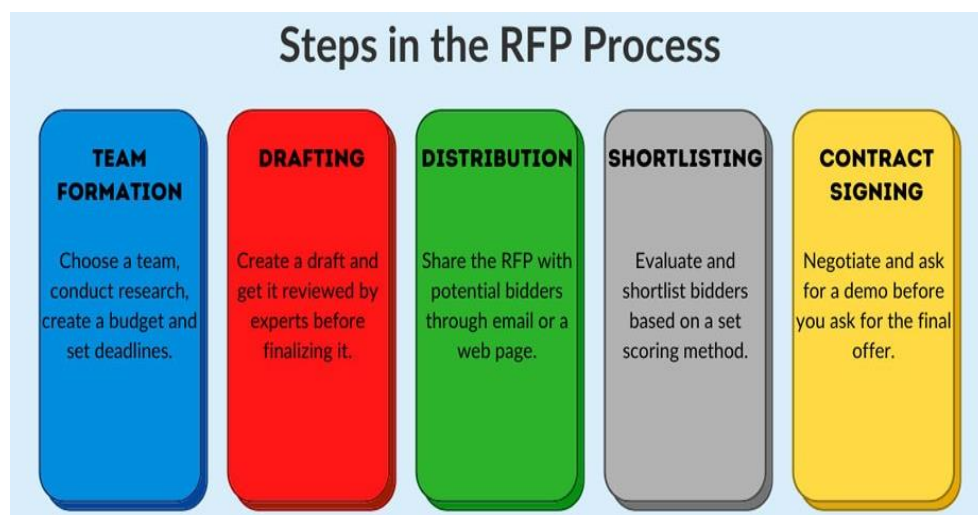 Steps in the RFP Process
TEAM
FORMATION
Choose a team,
conduct research,
create a budget and
set deadlines.
DRAFTING
Create a draft and
get it reviewed by
experts before
finalizing it.
DISTRIBUTION
Share the RFP with
potential bidders
through email or a
web page.
SHORTLISTING
Evaluate and
shortlist bidders
based on a set
scoring method.
CONTRACT
SIGNING
Negotiate and ask
for a demo before
you ask for the final
offer.